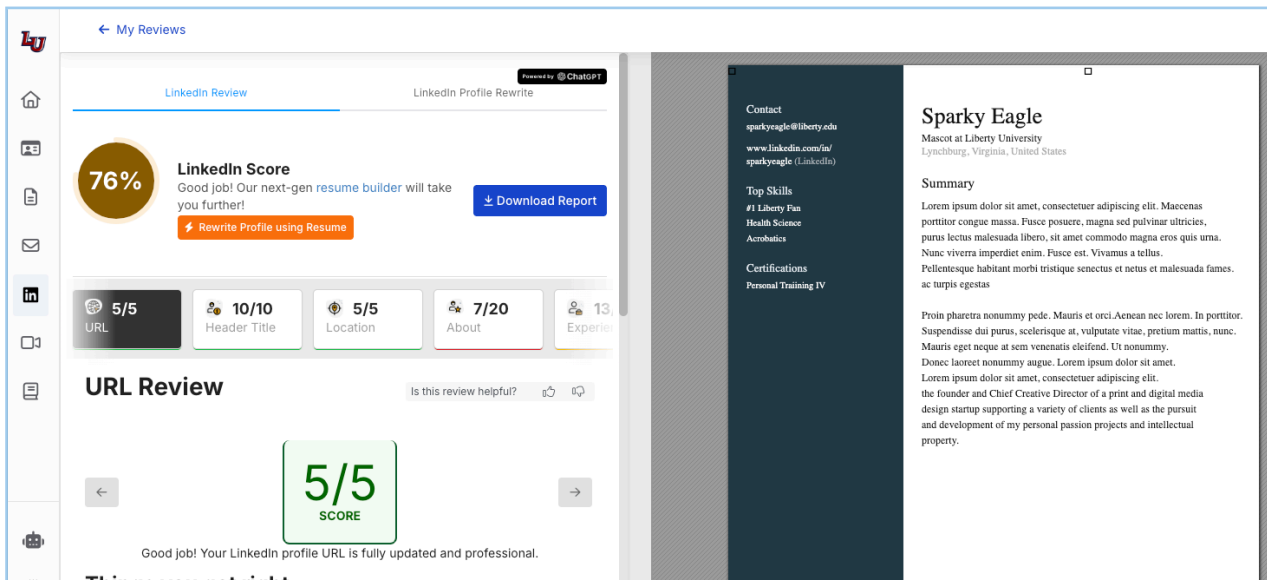 LU
← My Reviews
Powered by ChatGPT
LinkedIn Review
LinkedIn Profile Rewrite
76%
LinkedIn Score
Good job! Our next-gen resume builder will take
you further!
Download Report
Rewrite Profile using Resume
5/5
URL
10/10
Header Title
5/5
Location
7/20
About
13/
Experien
URL Review
Is this review helpful?
←
→
5/5
SCORE
Good job! Your LinkedIn profile URL is fully updated and professional.
in
Contact
sparkyeagle@liberty.edu
www.linkedin.com/in/
sparkyeagle (LinkedIn)
Top Skills
#1 Liberty Fan
Health Science
Acrobatics
Certifications
Personal Traiining IV
Sparky Eagle
Mascot at Liberty University
Lynchburg, Virginia, United States
Summary
Lorem ipsum dolor sit amet, consectetuer adipiscing elit. Maecenas
porttitor congue massa. Fusce posuere, magna sed pulvinar ultricies,
purus lectus malesuada libero, sit amet commodo magna eros quis urna.
Nunc viverra imperdiet enim. Fusce est. Vivamus a tellus.
Pellentesque habitant morbi tristique senectus et netus et malesuada fames.
ac turpis egestas
Proin pharetra nonummy pede. Mauris et orci.Aenean nec lorem. In porttitor.
Suspendisse dui purus, scelerisque at, vulputate vitae, pretium mattis, nunc.
Mauris eget neque at sem venenatis eleifend. Ut nonummy.
Donec laoreet nonummy augue. Lorem ipsum dolor sit amet.
Lorem ipsum dolor sit amet, consectetuer adipiscing elit.
the founder and Chief Creative Director of a print and digital media
design startup supporting a variety of clients as well as the pursuit
and development of my personal passion projects and intellectual
property.